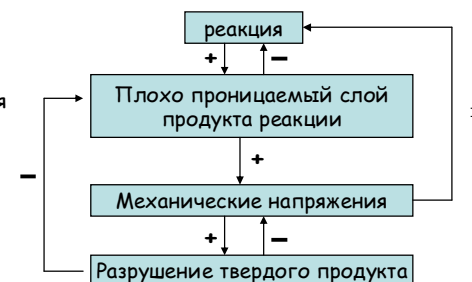 реакция
+ −
я
Плохо проницаемый слой
продукта реакции
+
−
Механические напряжения
+ −
Разрушение твердого продукта